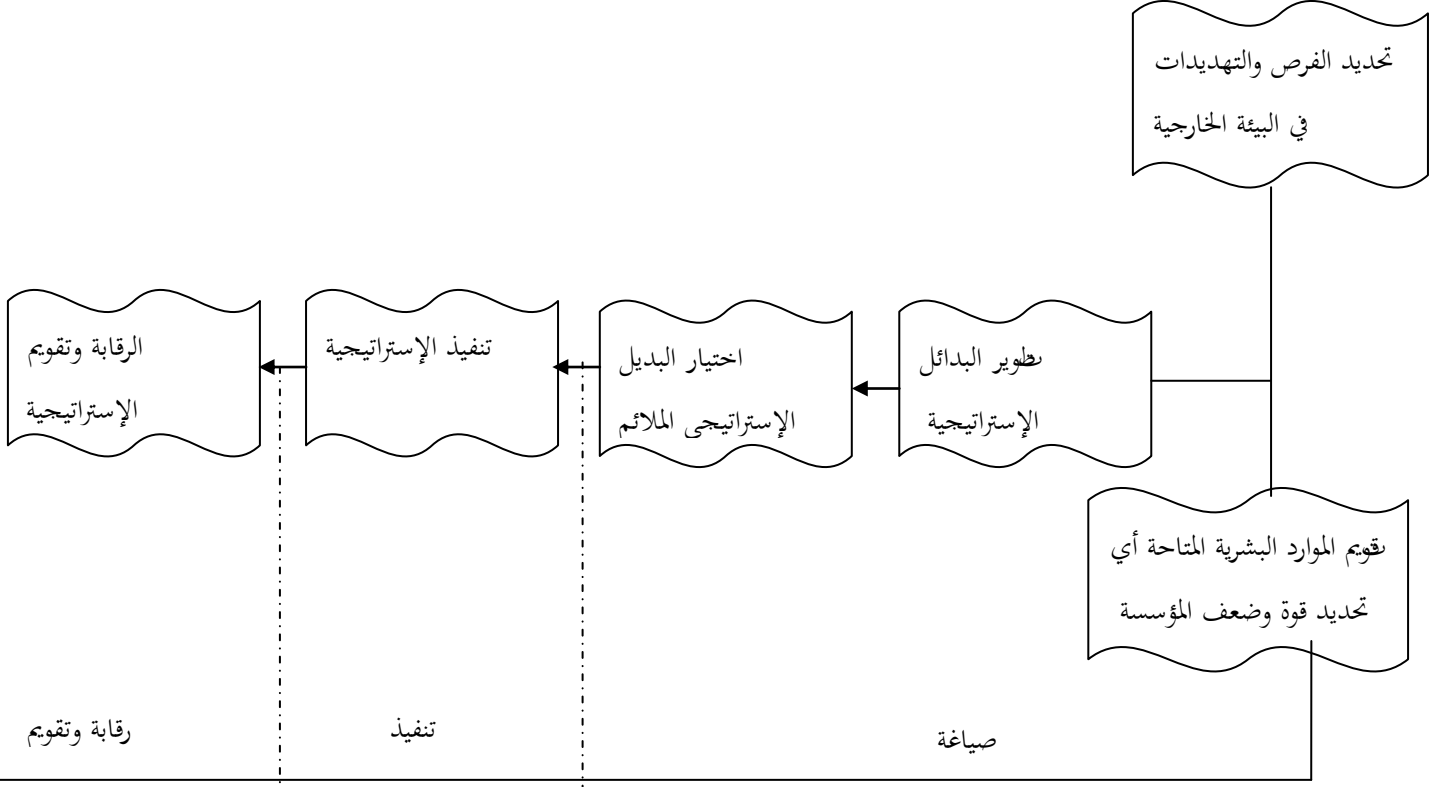 تحديد الفرص والتهديدات
في البيئة الخارجية
تطوير البدائل
الإستراتيجية
اختيار البديل
الإستراتيجي الملائم
تنفيذ الإستراتيجية
الرقابة وتقويم
الإستراتيجية
تقويم الموارد البشرية المتاحة أي
تحديد قوة وضعف المؤسسة
صياغة
تنفيذ
رقابة وتقويم